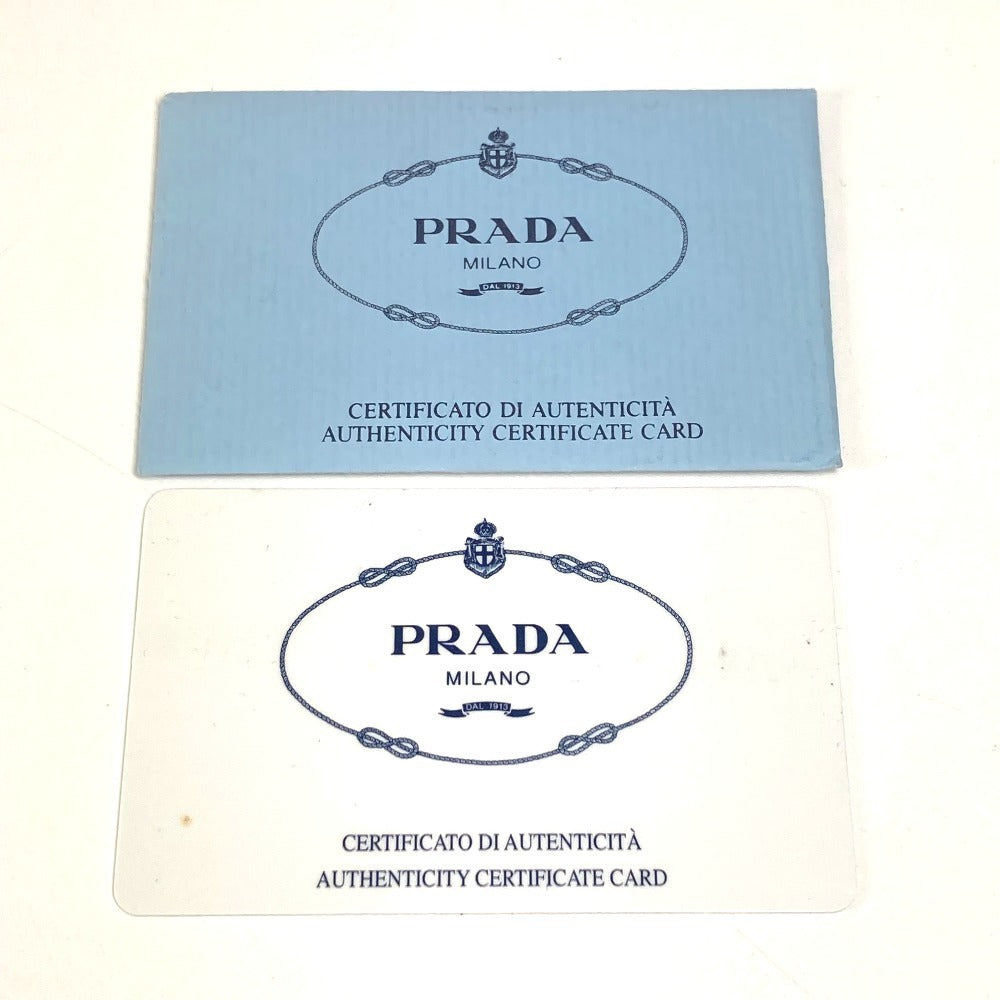 PRADA
MILANO
DAL 1913
CERTIFICATO DI AUTENTICITÀ
AUTHENTICITY CERTIFICATE CARD
PRADA
MILANO
DAL 1913
CERTIFICATO DI AUTENTICITÀ
AUTHENTICITY CERTIFICATE CARD